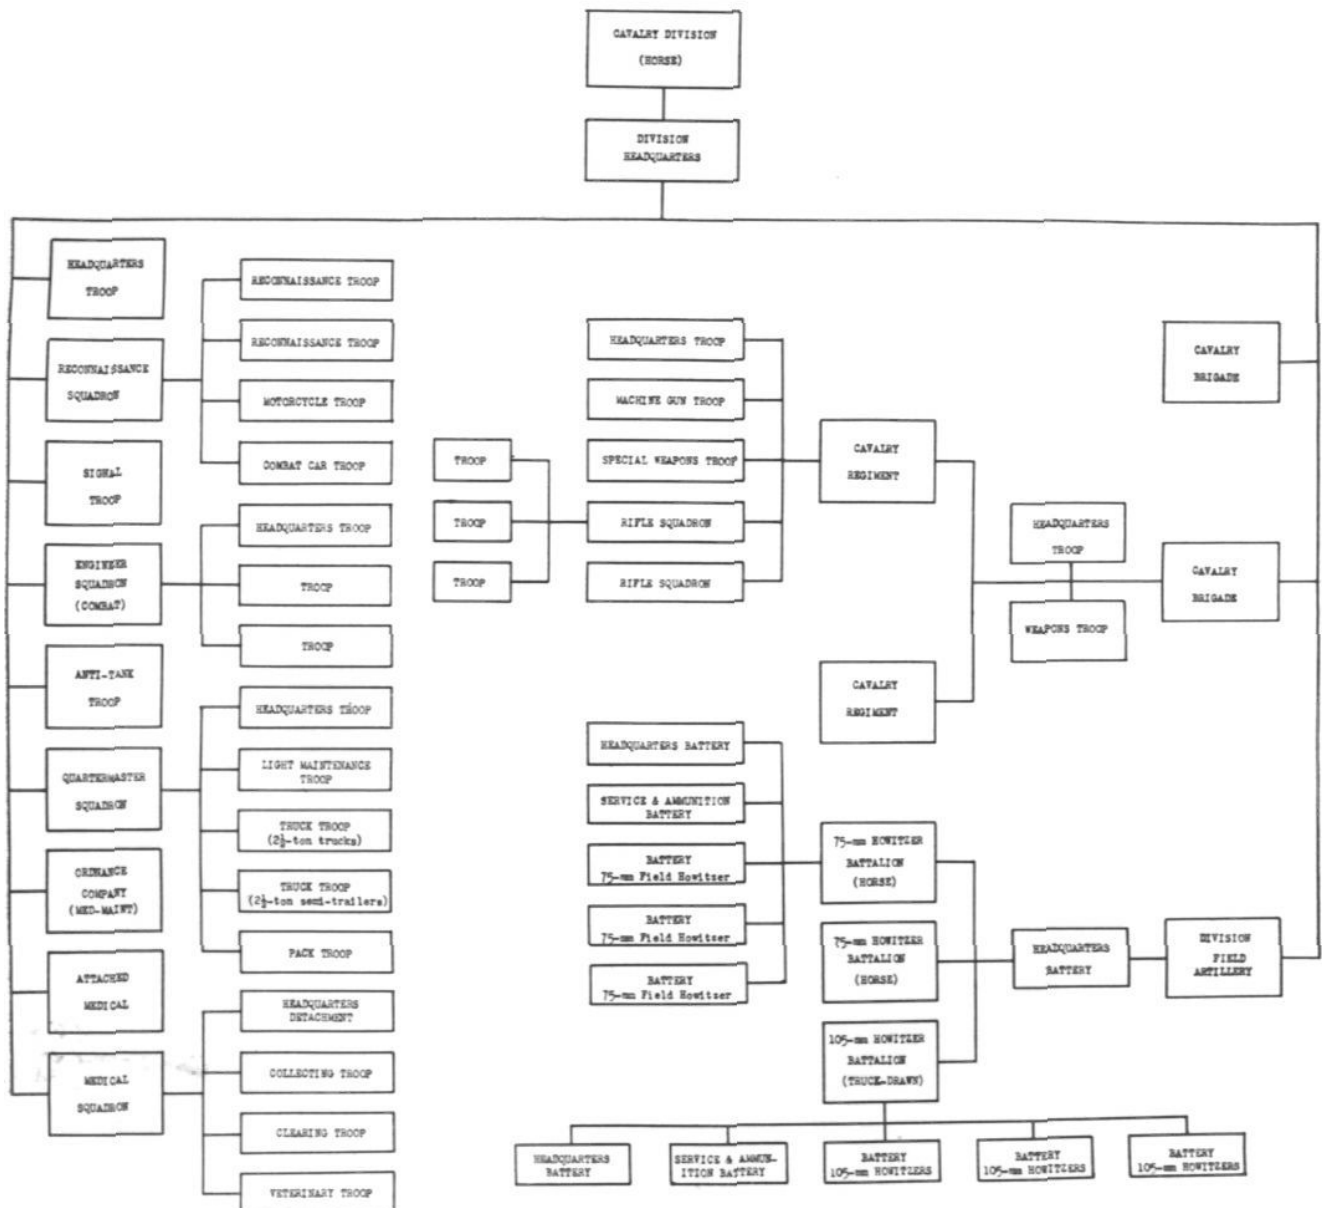 CAVALRY DIVISION
(HORSE)
DIVISION
HEADQUARTERS
HEADQUARTERS
TROOP
RECONNAISSANCE
SQUADRON
SIGNAL
TROOP
ENGINEER
SQUADRON
(COMBAT)
ANTI-TANK
TROOP
QUARTERMASTER
SQUADRON
ORDNANCE
COMPANY
(MED-MAINT)
ATTACHED
MEDICAL
MEDICAL
SQUADRON
RECONNAISSANCE TROOP
RECONNAISSANCE TROOP
MOTORCYCLE TROOP
COMBAT CAR TROOP
HEADQUARTERS TROOP
TROOP
TROOP
HEADQUARTERS TROOP
LIGHT MAINTENANCE
TROOP
TRUCK TROOP
(2½-ton trucks)
TRUCK TROOP
(2½-ton semi-trailers)
PACK TROOP
HEADQUARTERS
DETACHMENT
COLLECTING TROOP
CLEARING TROOP
VETERINARY TROOP
TROOP
TROOP
TROOP
HEADQUARTERS TROOP
MACHINE GUN TROOP
SPECIAL WEAPONS TROOP
RIFLE SQUADRON
RIFLE SQUADRON
CAVALRY
REGIMENT
CAVALRY
REGIMENT
HEADQUARTERS
TROOP
WEAPONS TROOP
CAVALRY
BRIGADE
CAVALRY
BRIGADE
HEADQUARTERS BATTERY
SERVICE & AMMUNITION
BATTERY
BATTERY
75-mm Field Howitzer
BATTERY
75-mm Field Howitzer
BATTERY
75-mm Field Howitzer
75-mm HOWITZER
BATTALION
(HORSE)
75-mm HOWITZER
BATTALION
(HORSE)
105-mm HOWITZER
BATTALION
(TRUCK-DRAWN)
HEADQUARTERS
BATTERY
DIVISION
FIELD
ARTILLERY
HEADQUARTERS
BATTERY
SERVICE & AMMUN-
ITION BATTERY
BATTERY
105-mm HOWITZERS
BATTERY
105-mm HOWITZERS
BATTERY
105-mm HOWITZERS